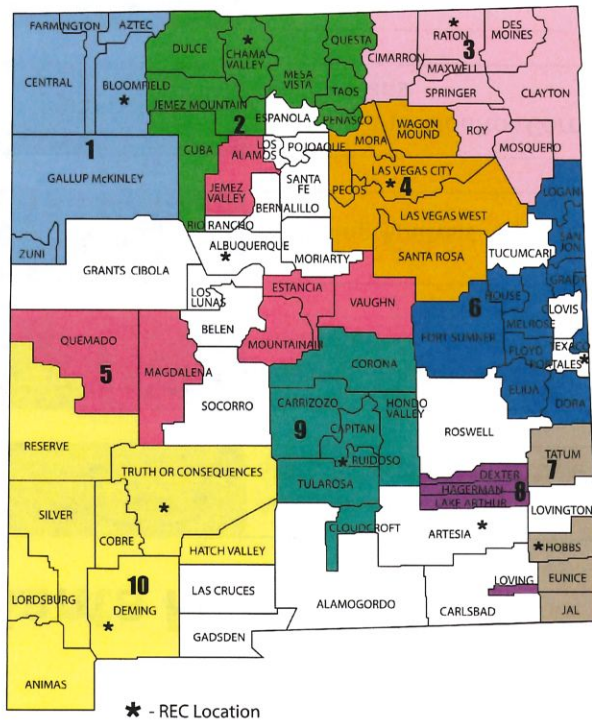 FARMINGTON
AZTEC
CENTRAL
BLOOMFIELD
*
1
GALLUP McKINLEY
ZUNI
DULCE
CHAMA
VALLEY
*
MESA
VISTA
QUESTA
TAOS
JEMEZ MOUNTAIN
2
ESPANOLA
PENASCO
CUBA
LOS
ALAMOS
POJOAQUE
JEMEZ
VALLEY
SANTA
FE
BERNALILLO
RIO RANCHO
ALBUQUERQUE
*
MORIARTY
GRANTS CIBOLA
LOS
LUNAS
BELEN
CIMARRON
RATON
*
3
DES
MOINES
MAXWELL
SPRINGER
CLAYTON
ROY
MOSQUERO
MORA
WAGON
MOUND
PECOS
LAS VEGAS CITY
* 4
LAS VEGAS WEST
SANTA ROSA
TUCUMCARI
LOGAN
SAN
JON
GRADY
HOUSE
6
CLOVIS
MELROSE
FORT SUMNER
TEXACO
FLOYD
PORTALES
*
ELIDA
DORA
ESTANCIA
VAUGHN
MOUNTAINAIR
QUEMADO
5
MAGDALENA
SOCORRO
CORONA
CARRIZOZO
HONDO
VALLEY
9
CAPITAN
* RUIDOSO
TULAROSA
CLOUDCROFT
ROSWELL
DEXTER
HAGERMAN
8
LAKE ARTHUR
ARTESIA *
7
TATUM
LOVINGTON
* HOBBS
EUNICE
JAL
LOVING
CARLSBAD
ALAMOGORDO
RESERVE
TRUTH OR CONSEQUENCES
*
SILVER
COBRE
HATCH VALLEY
10
DEMING
*
LAS CRUCES
GADSDEN
LORDSBURG
ANIMAS
* - REC Location